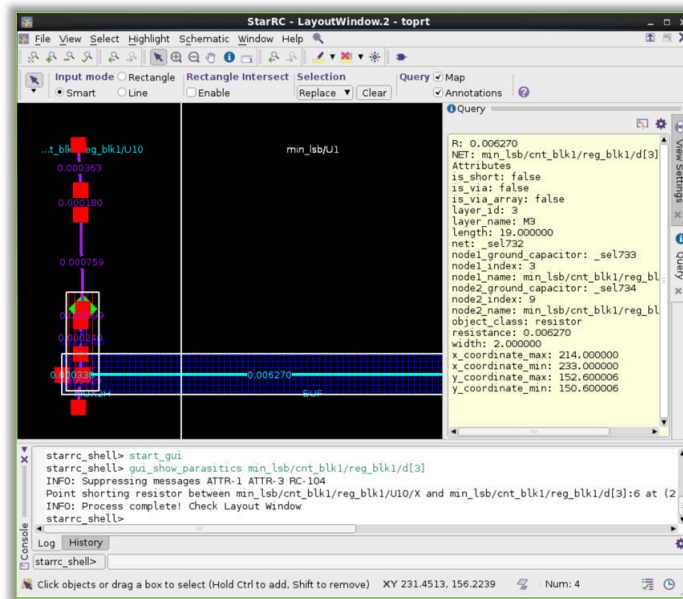 StarRC - LayoutWindow.2 - toprt
File View Select Highlight Schematic Window Help
Input mode Rectangle Rectangle Intersect Selection Query Map
Smart Line Enable Replace Clear Annotations
Query
...t_blk1/reg_blk1/U10
min_lsb/U1
0.000363
0.000180
0.000759
0.006270
BUF
R: 0.006270
NET: min_lsb/cnt_blk1/reg_blk1/d[3]
Attributes
is_short: false
is_via: false
is_via_array: false
layer_id: 3
layer_name: M3
length: 19.000000
net: _sel732
node1_ground_capacitor: _sel733
node1_index: 3
node1_name: min_lsb/cnt_blk1/reg_bl
node2_ground_capacitor: _sel734
node2_index: 9
node2_name: min_lsb/cnt_blk1/reg_bl
object_class: resistor
resistance: 0.006270
width: 2.000000
x_coordinate_max: 214.000000
x_coordinate_min: 233.000000
y_coordinate_max: 152.600006
y_coordinate_min: 150.600006
View Settings
Query
starrc_shell> start_gui
starrc_shell> gui_show_parasitics min_lsb/cnt_blk1/reg_blk1/d[3]
INFO: Suppressing messages ATTR-1 ATTR-3 RC-104
Point shorting resistor between min_lsb/cnt_blk1/reg_blk1/U10/X and min_lsb/cnt_blk1/reg_blk1/d[3]:6 at (2
INFO: Process complete! Check Layout Window
starrc_shell>
Console
Log History
starrc_shell>
Click objects or drag a box to select (Hold Ctrl to add, Shift to remove) XY 231.4513, 156.2239 Num: 4